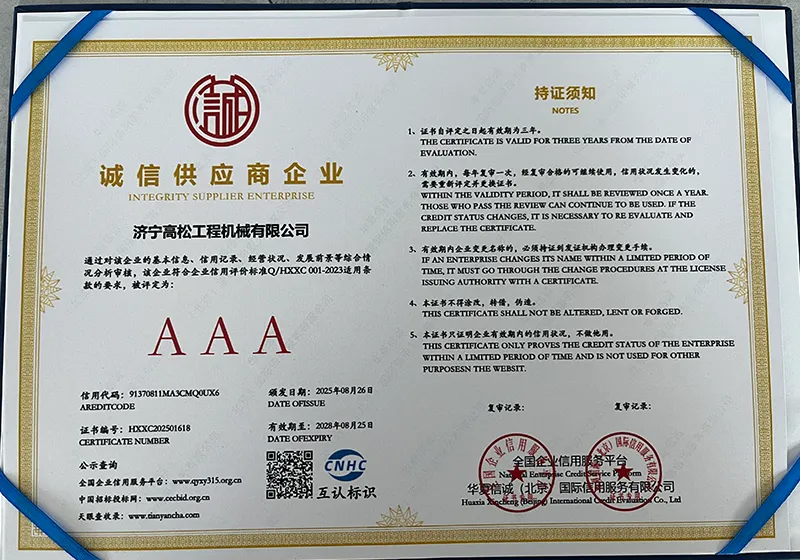 诚信供应商企业
INTEGRITY SUPPLIER ENTERPRISE
济宁高松工程机械有限公司
通过对该企业的基本信息、信用记录、经营状况、发展前景等综合情
况分析审核，该企业符合企业信用评价标准Q/HXXC 001-2023适用条
款的要求，被评定为：
AAA
信用代码：91370811MA3CMQ0UX6
AREDITCODE
颁发日期：2025年08月26日
DATE OFISSUE
证书编号：HXXC202501618
CERTIFICATE NUMBER
有效期至：2028年08月25日
DATE OFEXPIRY
公示查询
全国企业信用服务平台：www.qyxy315.org.cn
中国招标投标网：www.cecbid.org.cn
天眼查收录：www.tianyancha.com
CNHC
互认标识
持证须知
NOTES
1、证书自评定之日起有效期为三年。
THE CERTIFICATE IS VALID FOR THREE YEARS FROM THE DATE OF
EVALUATION.
2、有效期内，每年复审一次，经复审合格的可继续使用，信用状况发生变化的，
需要重新评定并更换证书。
WITHIN THE VALIDITY PERIOD, IT SHALL BE REVIEWED ONCE A YEAR.
THOSE WHO PASS THE REVIEW CAN CONTINUE TO BE USED. IF THE
CREDIT STATUS CHANGES, IT IS NECESSARY TO RE EVALUATE AND
REPLACE THE CERTIFICATE.
3、有效期内企业变更名称的，必须持证到发证机构办理变更手续。
IF AN ENTERPRISE CHANGES ITS NAME WITHIN A LIMITED PERIOD OF
TIME, IT MUST GO THROUGH THE CHANGE PROCEDURES AT THE LICENSE
ISSUING AUTHORITY WITH A CERTIFICATE.
4、本证书不得涂改，转借，伪造。
THIS CERTIFICATE SHALL NOT BE ALTERED, LENT OR FORGED.
5、本证书只证明企业有效期内的信用状况，不做他用。
THIS CERTIFICATE ONLY PROVES THE CREDIT STATUS OF THE ENTERPRISE
WITHIN A LIMITED PERIOD OF TIME AND IS NOT USED FOR OTHER
PURPOSESN THE WEBSIT.
复审记录：
复审记录：
全国企业信用服务平台
National Enterprise Credit Service Platform
华夏信诚（北京）国际信用服务有限公司
Huaxia Xincheng (Beijing) International Credit Evaluation Co., Ltd